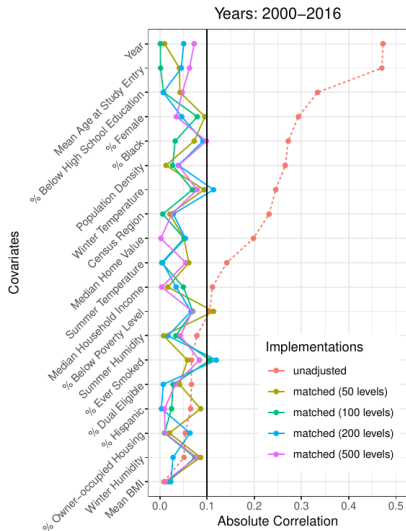 Years: 2000−2016
Covariates
Year
Mean Age at Study Entry
% Below High School Education
% Female
% Black
Population Density
Winter Temperature
Census Region
Median Home Value
Summer Temperature
Median Household Income
% Below Poverty Level
Summer Humidity
% Ever Smoked
% Dual Eligible
% Hispanic
% Owner−occupied Housing
Winter Humidity
Mean BMI
Implementations
unadjusted
matched (50 levels)
matched (100 levels)
matched (200 levels)
matched (500 levels)
0.0 0.1 0.2 0.3 0.4 0.5
Absolute Correlation